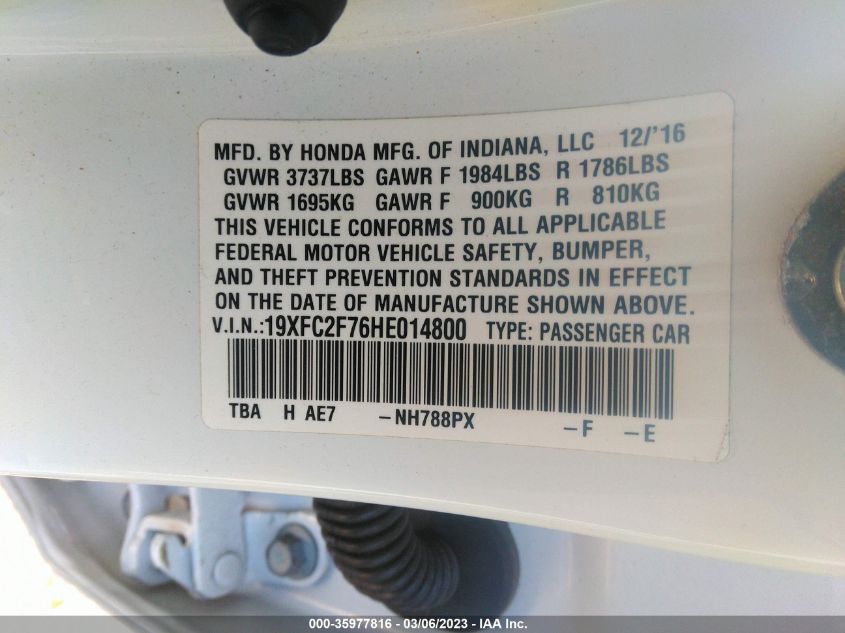 MFD. BY HONDA MFG. OF INDIANA, LLC 12/'16
GVWR 3737LBS GAWR F 1984LBS R 1786LBS
GVWR 1695KG GAWR F 900KG R 810KG
THIS VEHICLE CONFORMS TO ALL APPLICABLE
FEDERAL MOTOR VEHICLE SAFETY, BUMPER,
AND THEFT PREVENTION STANDARDS IN EFFECT
ON THE DATE OF MANUFACTURE SHOWN ABOVE.
V.I.N.:19XFC2F76HE014800 TYPE: PASSENGER CAR
TBA H AE7 -NH788PX -F -E
000-35977816 - 03/06/2023 - IAA Inc.